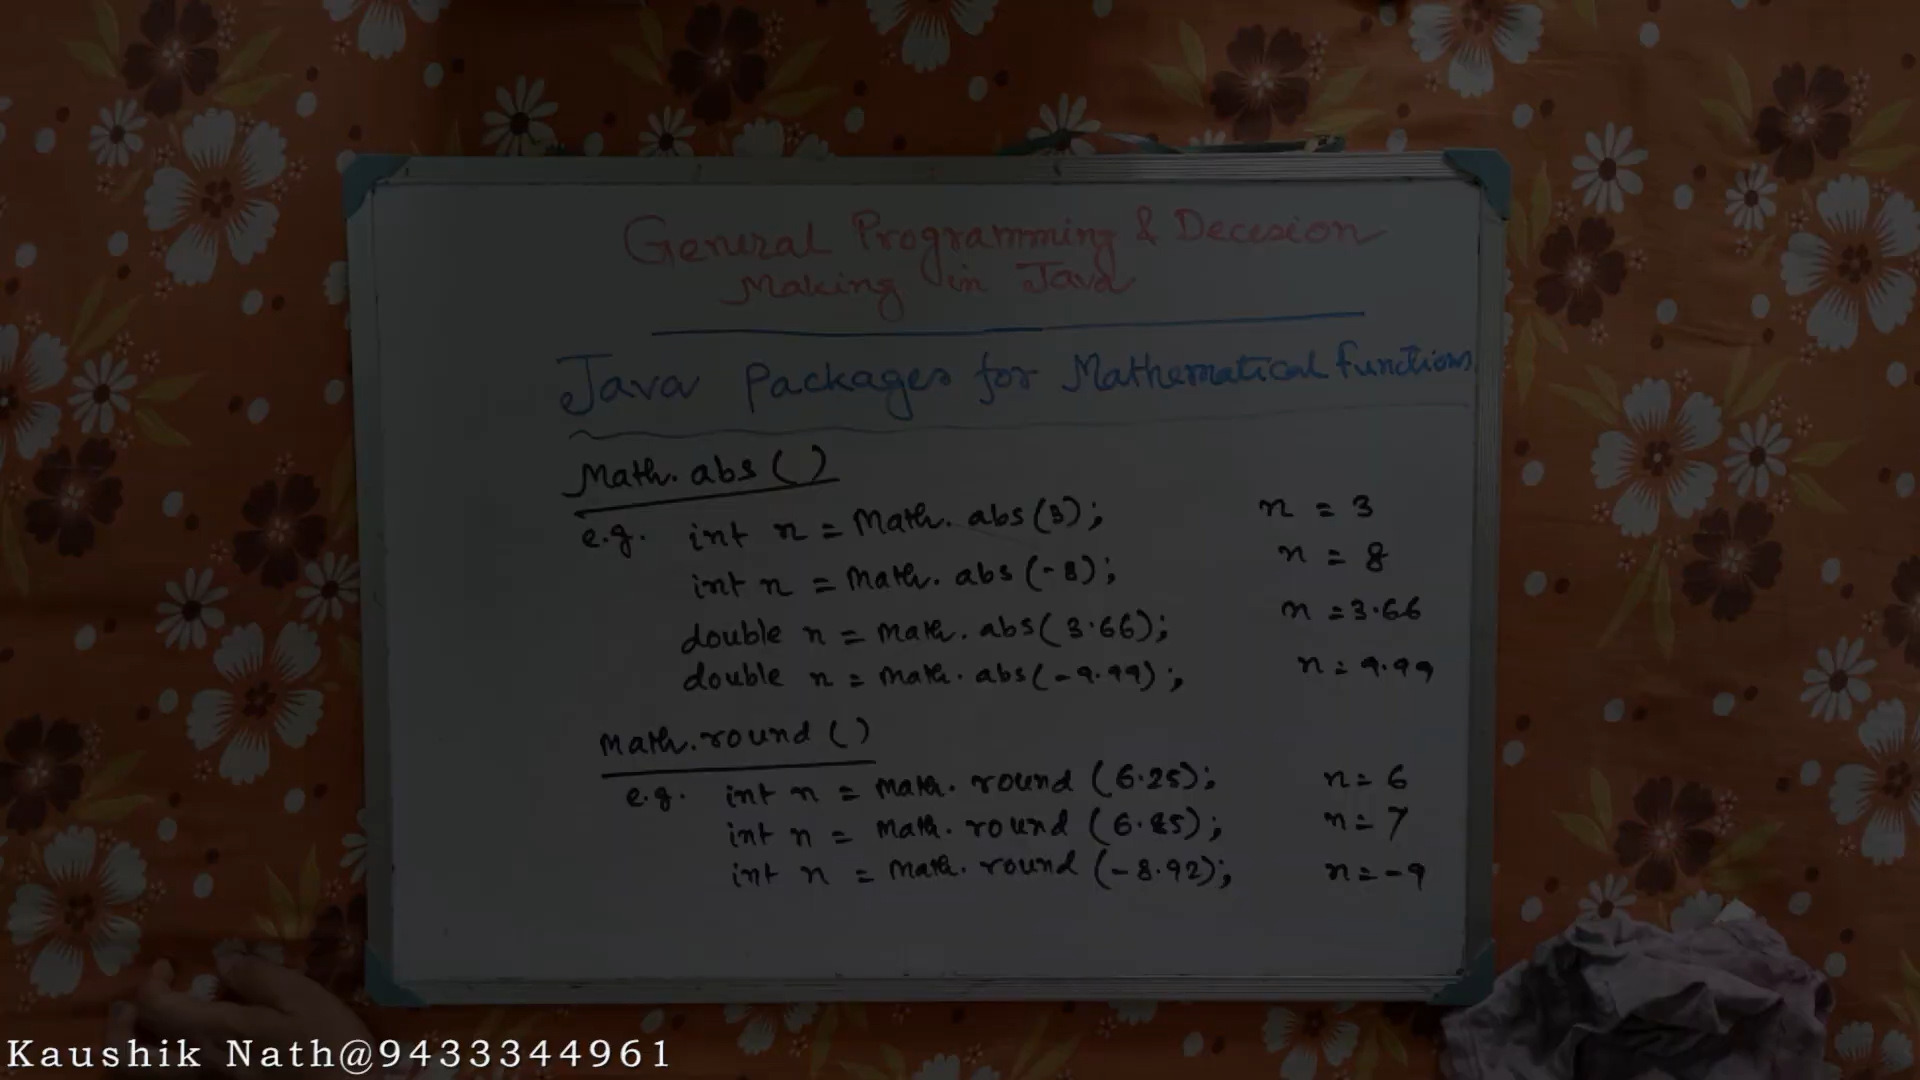 General Programming & Decesion
Making in Java
Java Packages for Mathematical functions
Math.abs()
e.g. int n = Math.abs(3); n = 3
int n = Math.abs(-8); n = 8
double n = Math.abs(3.66); n = 3.66
double n = Math.abs(-9.99); n = 9.99
Math.round()
e.g. int n = Math.round(6.25); n = 6
int n = Math.round(6.85); n = 7
int n = Math.round(-8.92); n = -9
Kaushik Nath@9433344961